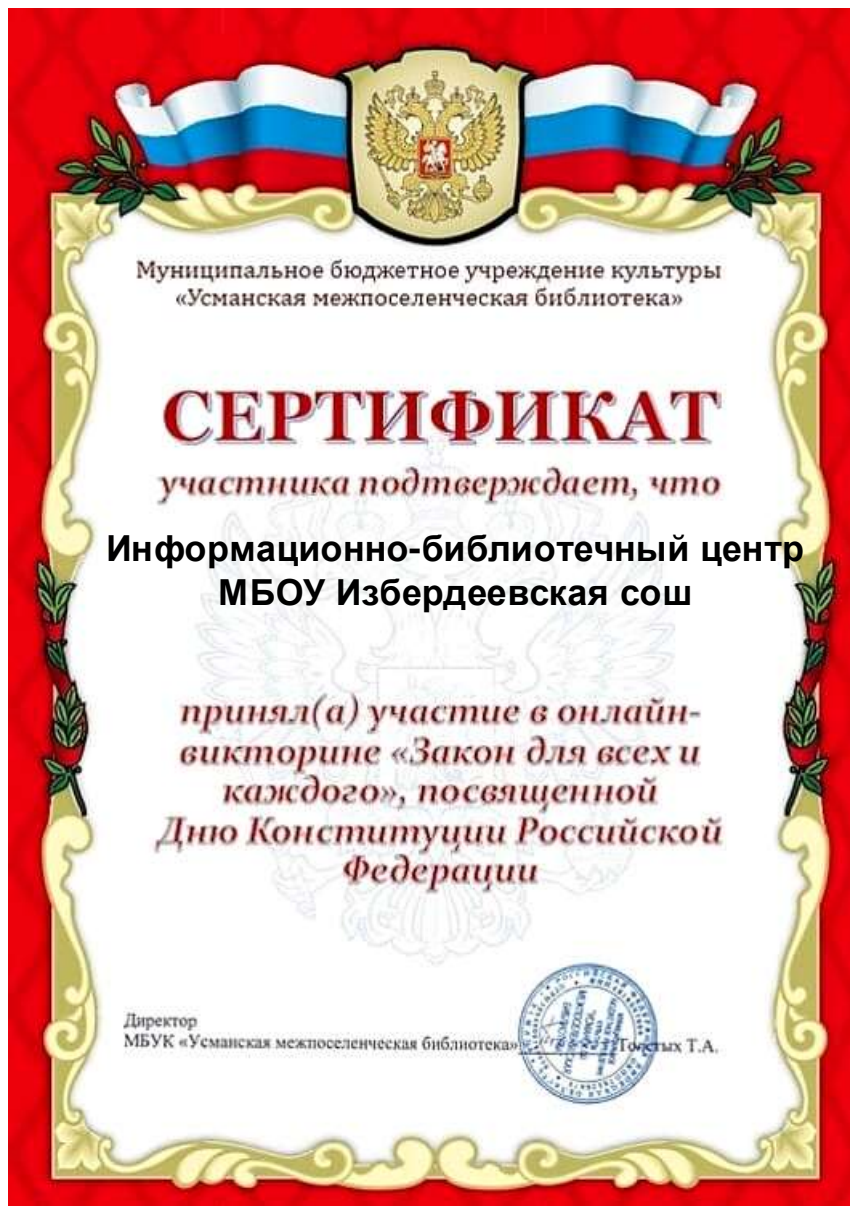 Муниципальное бюджетное учреждение культуры
«Усманская межпоселенческая библиотека»
СЕРТИФИКАТ
участника подтверждает, что
Информационно-библиотечный центр
МБОУ Избердеевская сош
принял(а) участие в онлайн-
викторине «Закон для всех и
каждого», посвященной
Дню Конституции Российской
Федерации
Директор
МБУК «Усманская межпоселенческая библиотека» Толстых Т.А.